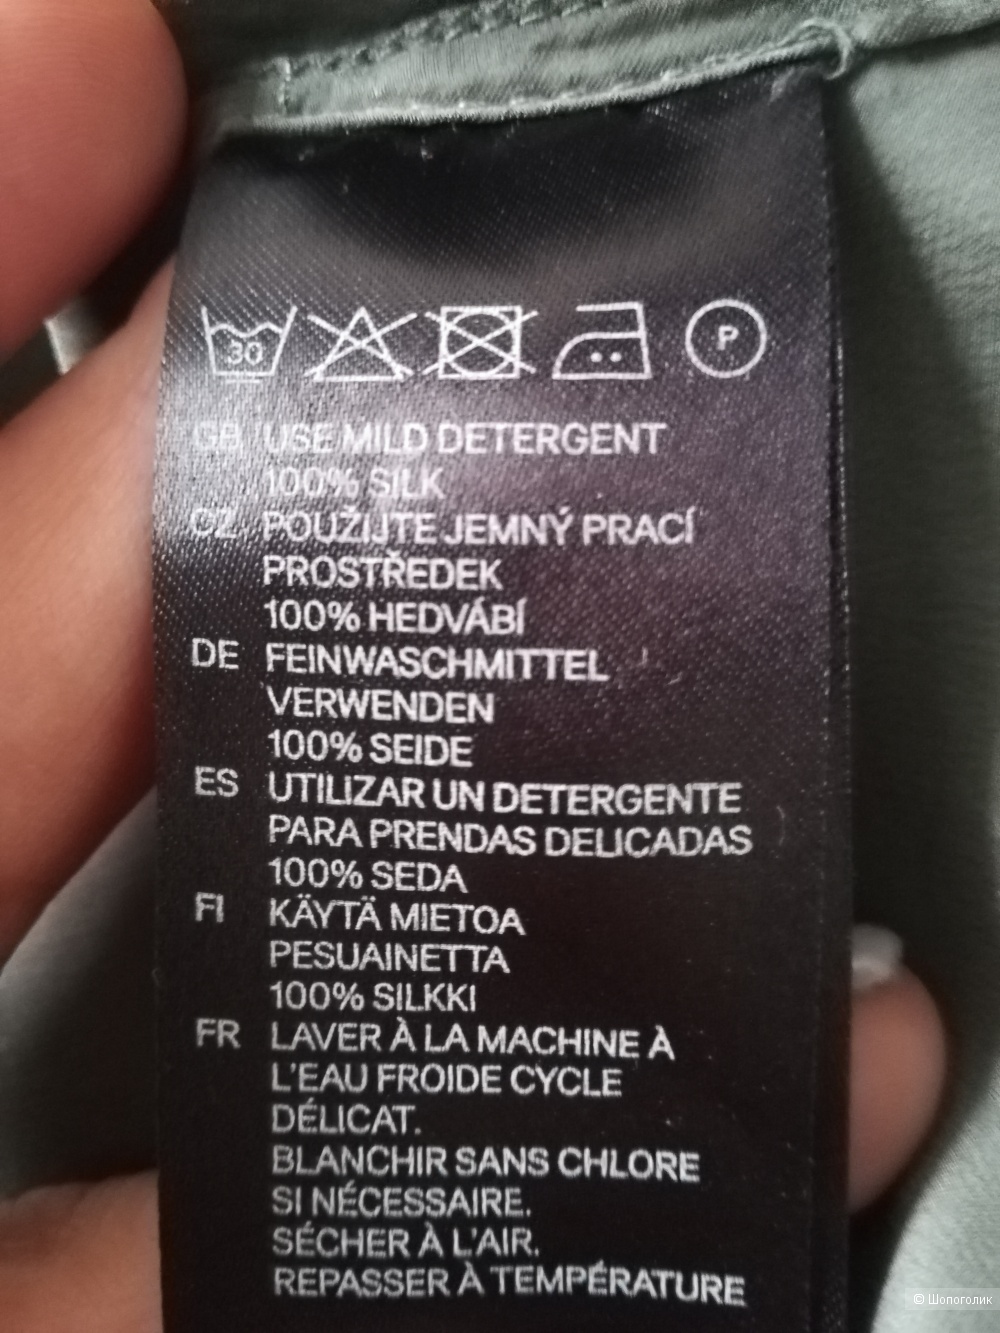 30 P
GB USE MILD DETERGENT
100% SILK
CZ POUŽIJTE JEMNÝ PRACÍ
PROSTŘEDEK
100% HEDVÁBÍ
DE FEINWASCHMITTEL
VERWENDEN
100% SEIDE
ES UTILIZAR UN DETERGENTE
PARA PRENDAS DELICADAS
100% SEDA
FI KÄYTÄ MIETOA
PESUAINETTA
100% SILKKI
FR LAVER À LA MACHINE À
L'EAU FROIDE CYCLE
DÉLICAT.
BLANCHIR SANS CHLORE
SI NÉCESSAIRE.
SÉCHER À L'AIR.
REPASSER À TEMPÉRATURE
© Шопоголик